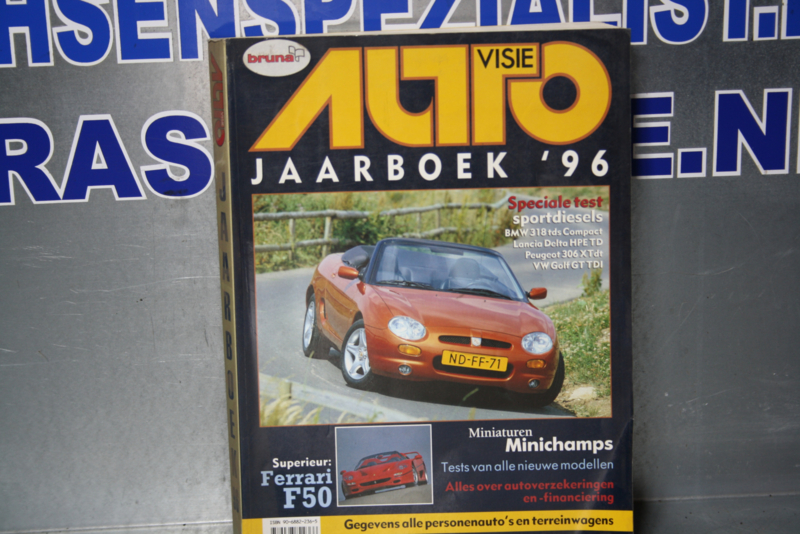 HSENSPEZIALIST.
RAS
E.N
bruna
AUTO
VISIE
JAARBOEK '96
Speciale test
sportdiesels
BMW 318 tds Compact
Lancia Delta HPE TD
Peugeot 306 XTdt
VW Golf GT TDI
ND-FF-71
Miniaturen
Minichamps
Superieur:
Ferrari
F50
Tests van alle nieuwe modellen
Alles over autoverzekeringen
en -financiering
Gegevens alle personenauto's en terreinwagens
JAARBOE